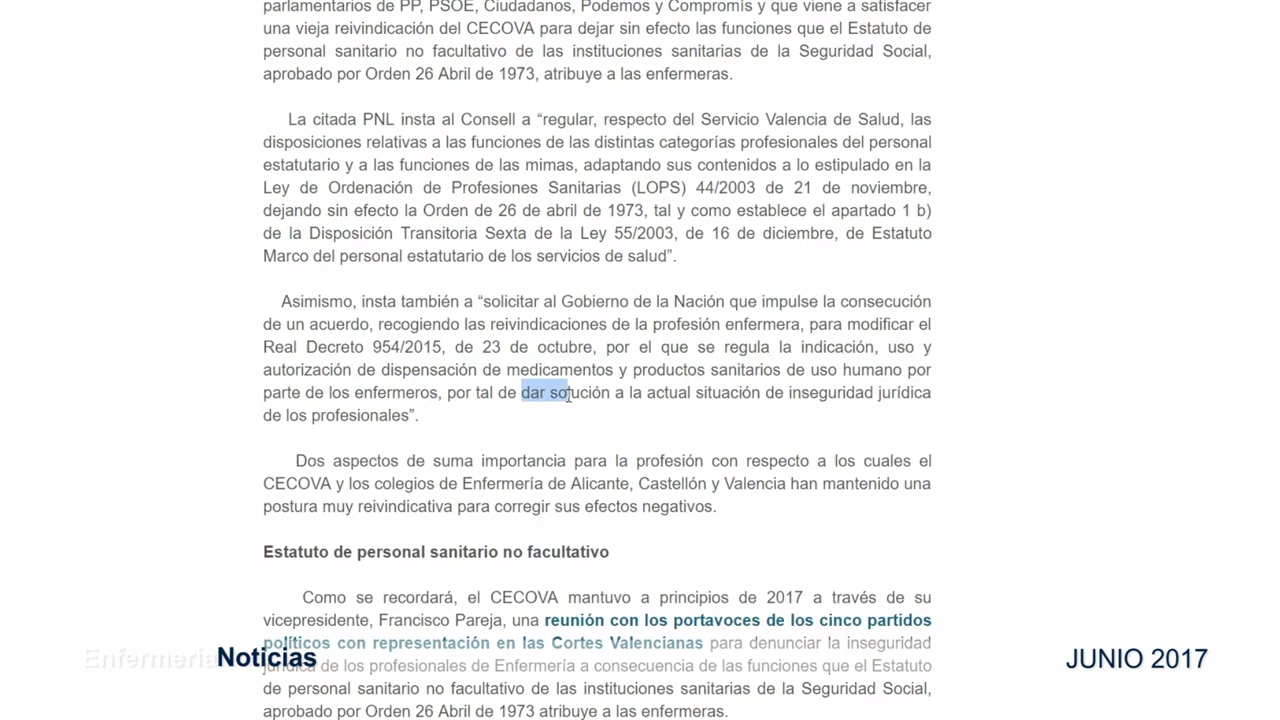 parlamentarios de PP, PSOE, Ciudadanos, Podemos y Compromís y que viene a satisfacer
una vieja reivindicación del CECOVA para dejar sin efecto las funciones que el Estatuto de
personal sanitario no facultativo de las instituciones sanitarias de la Seguridad Social,
aprobado por Orden 26 Abril de 1973, atribuye a las enfermeras.
La citada PNL insta al Consell a “regular, respecto del Servicio Valencia de Salud, las
disposiciones relativas a las funciones de las distintas categorías profesionales del personal
estatutario y a las funciones de las mimas, adaptando sus contenidos a lo estipulado en la
Ley de Ordenación de Profesiones Sanitarias (LOPS) 44/2003 de 21 de noviembre,
dejando sin efecto la Orden de 26 de abril de 1973, tal y como establece el apartado 1 b)
de la Disposición Transitoria Sexta de la Ley 55/2003, de 16 de diciembre, de Estatuto
Marco del personal estatutario de los servicios de salud”.
Asimismo, insta también a “solicitar al Gobierno de la Nación que impulse la consecución
de un acuerdo, recogiendo las reivindicaciones de la profesión enfermera, para modificar el
Real Decreto 954/2015, de 23 de octubre, por el que se regula la indicación, uso y
autorización de dispensación de medicamentos y productos sanitarios de uso humano por
parte de los enfermeros, por tal de dar solución a la actual situación de inseguridad jurídica
de los profesionales”.
Dos aspectos de suma importancia para la profesión con respecto a los cuales el
CECOVA y los colegios de Enfermería de Alicante, Castellón y Valencia han mantenido una
postura muy reivindicativa para corregir sus efectos negativos.
Estatuto de personal sanitario no facultativo
Como se recordará, el CECOVA mantuvo a principios de 2017 a través de su
vicepresidente, Francisco Pareja, una reunión con los portavoces de los cinco partidos
políticos con representación en las Cortes Valencianas para denunciar la inseguridad
jurídica de los profesionales de Enfermería a consecuencia de las funciones que el Estatuto
de personal sanitario no facultativo de las instituciones sanitarias de la Seguridad Social,
aprobado por Orden 26 Abril de 1973 atribuye a las enfermeras.
EnfermeriaNoticias
JUNIO 2017